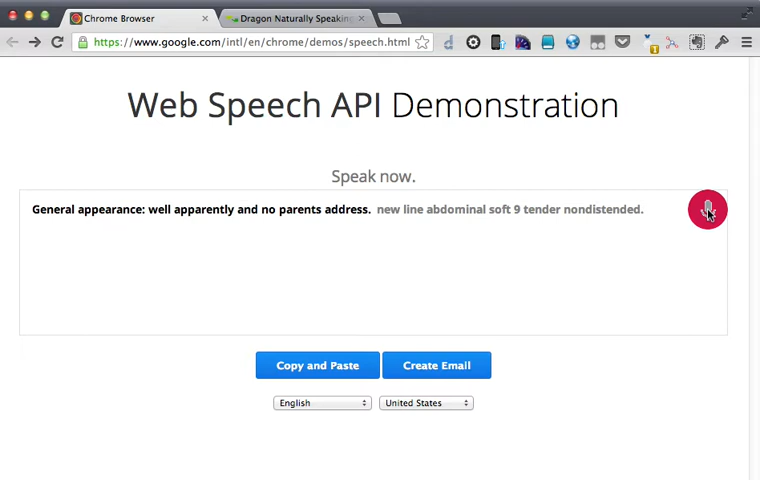 Chrome Browser
Dragon Naturally Speaking
https://www.google.com/intl/en/chrome/demos/speech.html
Web Speech API Demonstration
Speak now.
General appearance: well apparently and no parents address. new line abdominal soft 9 tender nondistended.
Copy and Paste
Create Email
English
United States